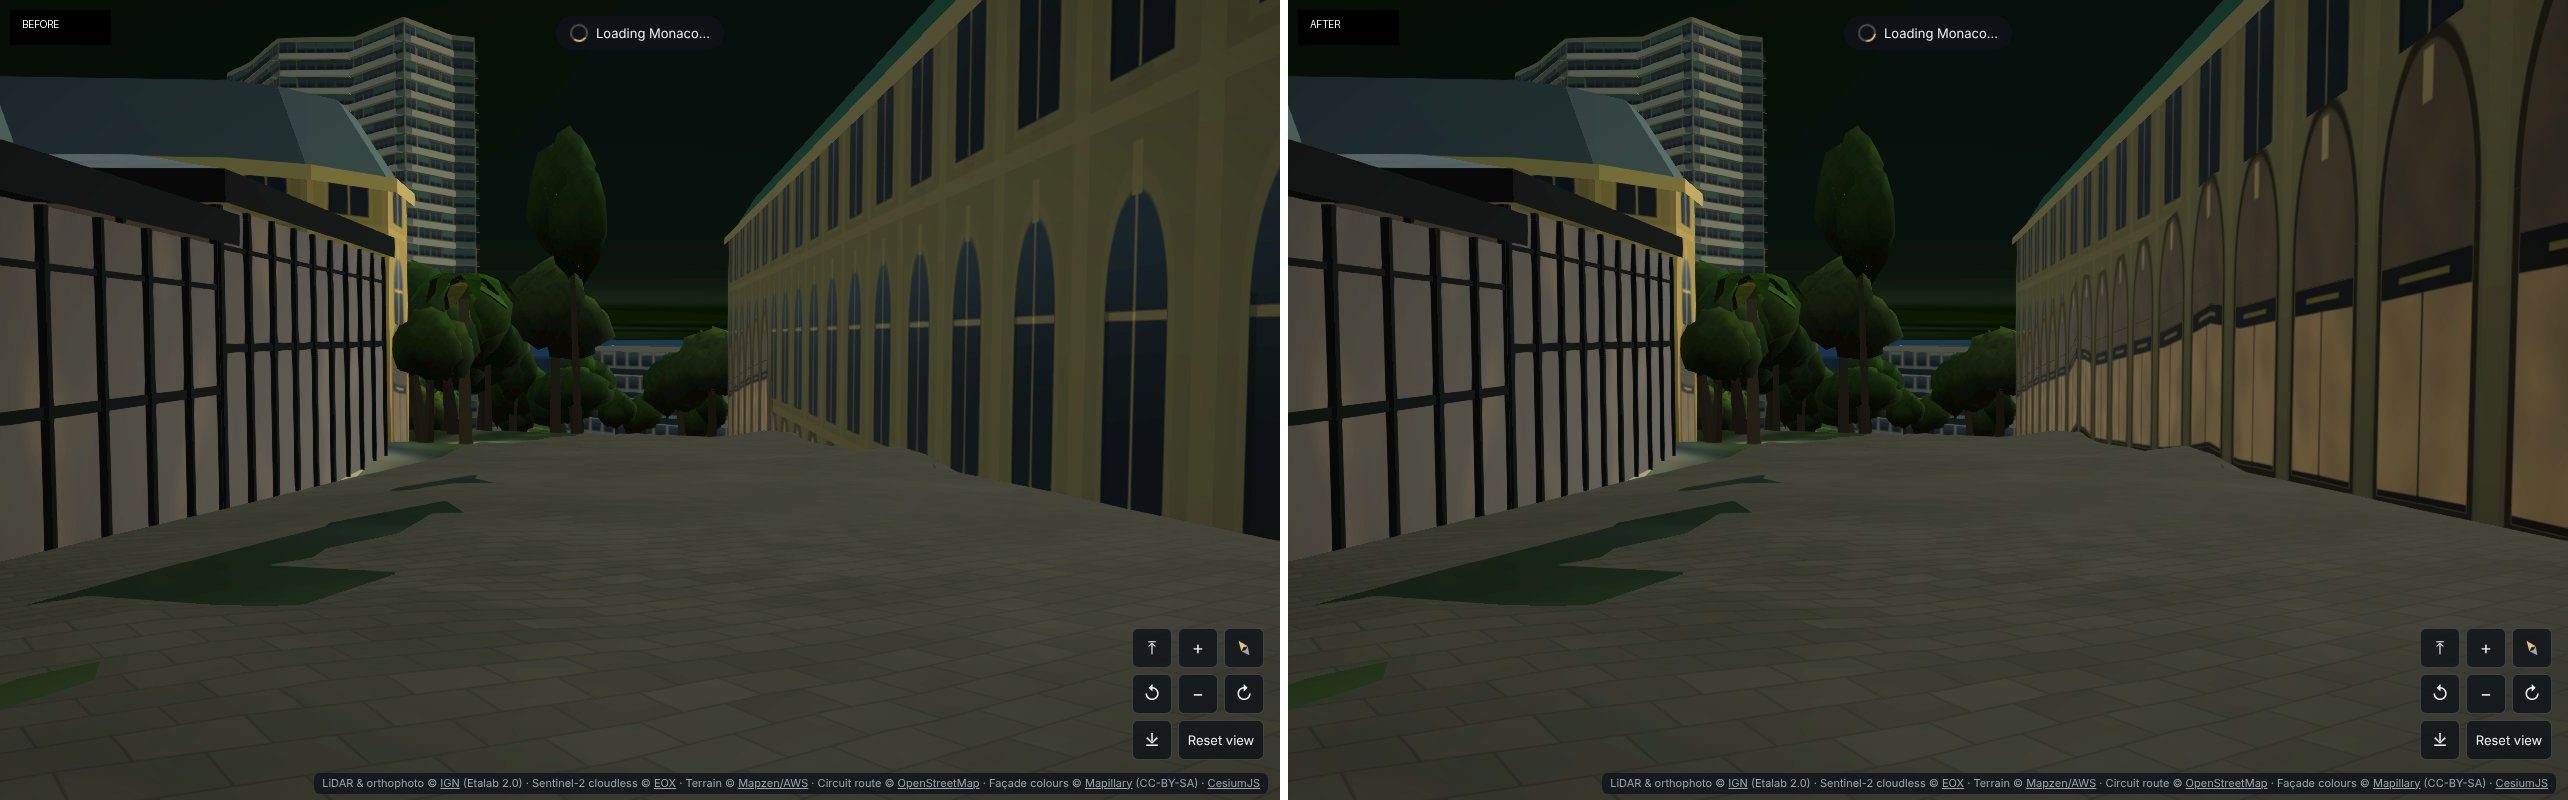 BEFORE
Loading Monaco...
+
−
Reset view
LiDAR & orthophoto © IGN (Etalab 2.0) · Sentinel-2 cloudless © EOX · Terrain © Mapzen/AWS · Circuit route © OpenStreetMap · Façade colours © Mapillary (CC-BY-SA) · CesiumJS
AFTER
Loading Monaco...
+
−
Reset view
LiDAR & orthophoto © IGN (Etalab 2.0) · Sentinel-2 cloudless © EOX · Terrain © Mapzen/AWS · Circuit route © OpenStreetMap · Façade colours © Mapillary (CC-BY-SA) · CesiumJS